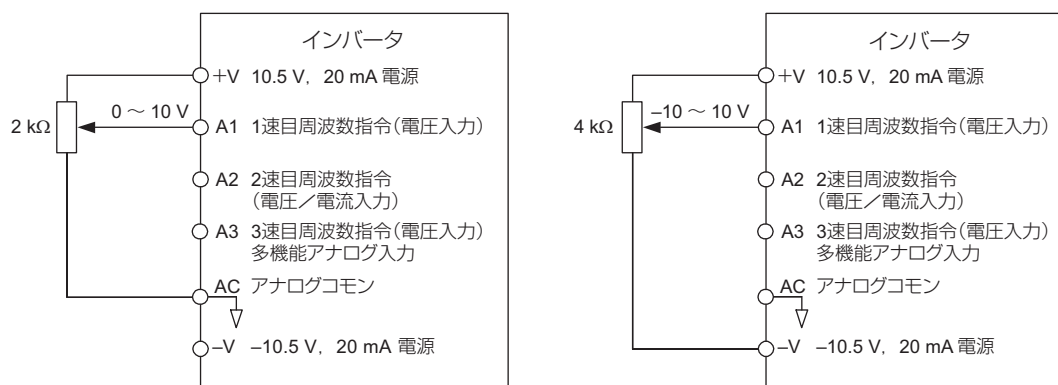 インバータ
+V 10.5 V, 20 mA 電源
2 kΩ
0 ～ 10 V
A1 1速目周波数指令(電圧入力)
A2 2速目周波数指令
(電圧／電流入力)
A3 3速目周波数指令(電圧入力)
多機能アナログ入力
AC アナログコモン
–V –10.5 V, 20 mA 電源
インバータ
+V 10.5 V, 20 mA 電源
4 kΩ
–10 ～ 10 V
A1 1速目周波数指令(電圧入力)
A2 2速目周波数指令
(電圧／電流入力)
A3 3速目周波数指令(電圧入力)
多機能アナログ入力
AC アナログコモン
–V –10.5 V, 20 mA 電源